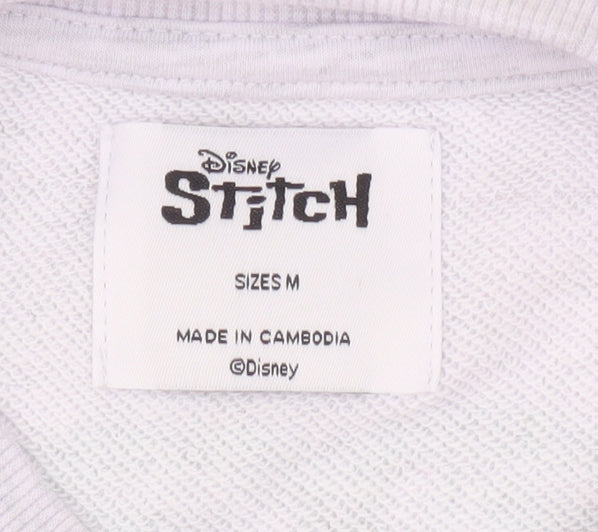 Disney
Stitch
SIZES M
MADE IN CAMBODIA
©Disney